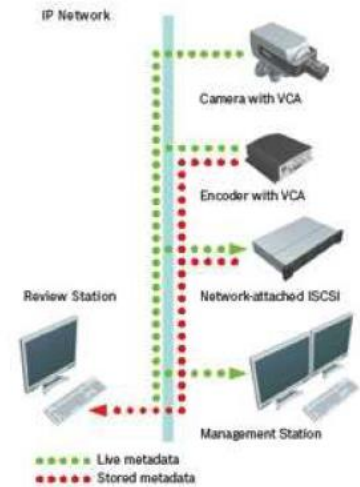 IP Network
Camera with VCA
Encoder with VCA
Review Station
Network-attached ISCSI
Management Station
Live metadata
Stored metadata